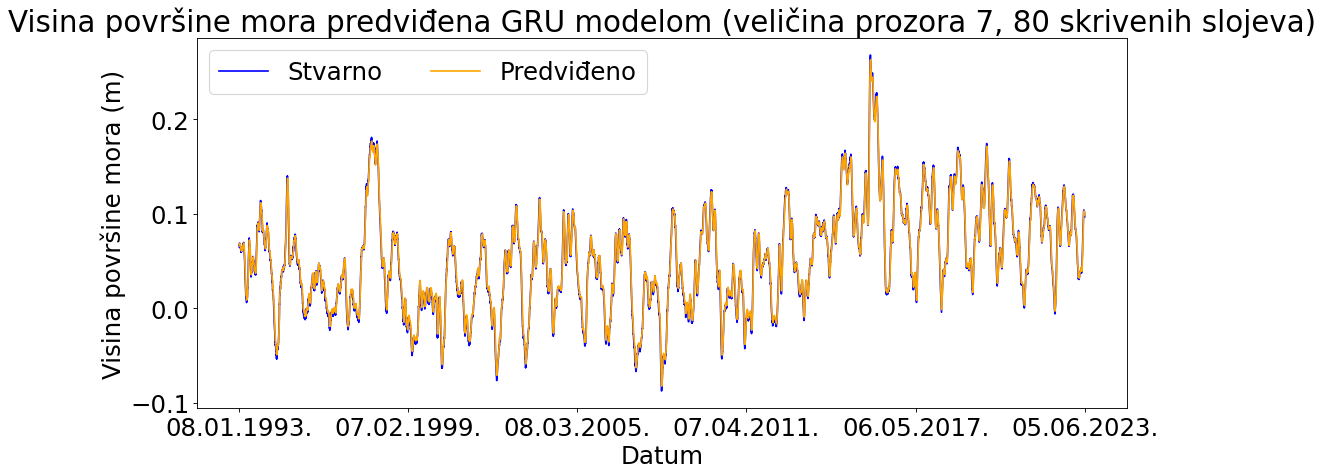 Visina površine mora predviđena GRU modelom (veličina prozora 7, 80 skrivenih slojeva)
Stvarno Predviđeno
Visina površine mora (m)
0.2
0.1
0.0
−0.1
08.01.1993. 07.02.1999. 08.03.2005. 07.04.2011. 06.05.2017. 05.06.2023.
Datum